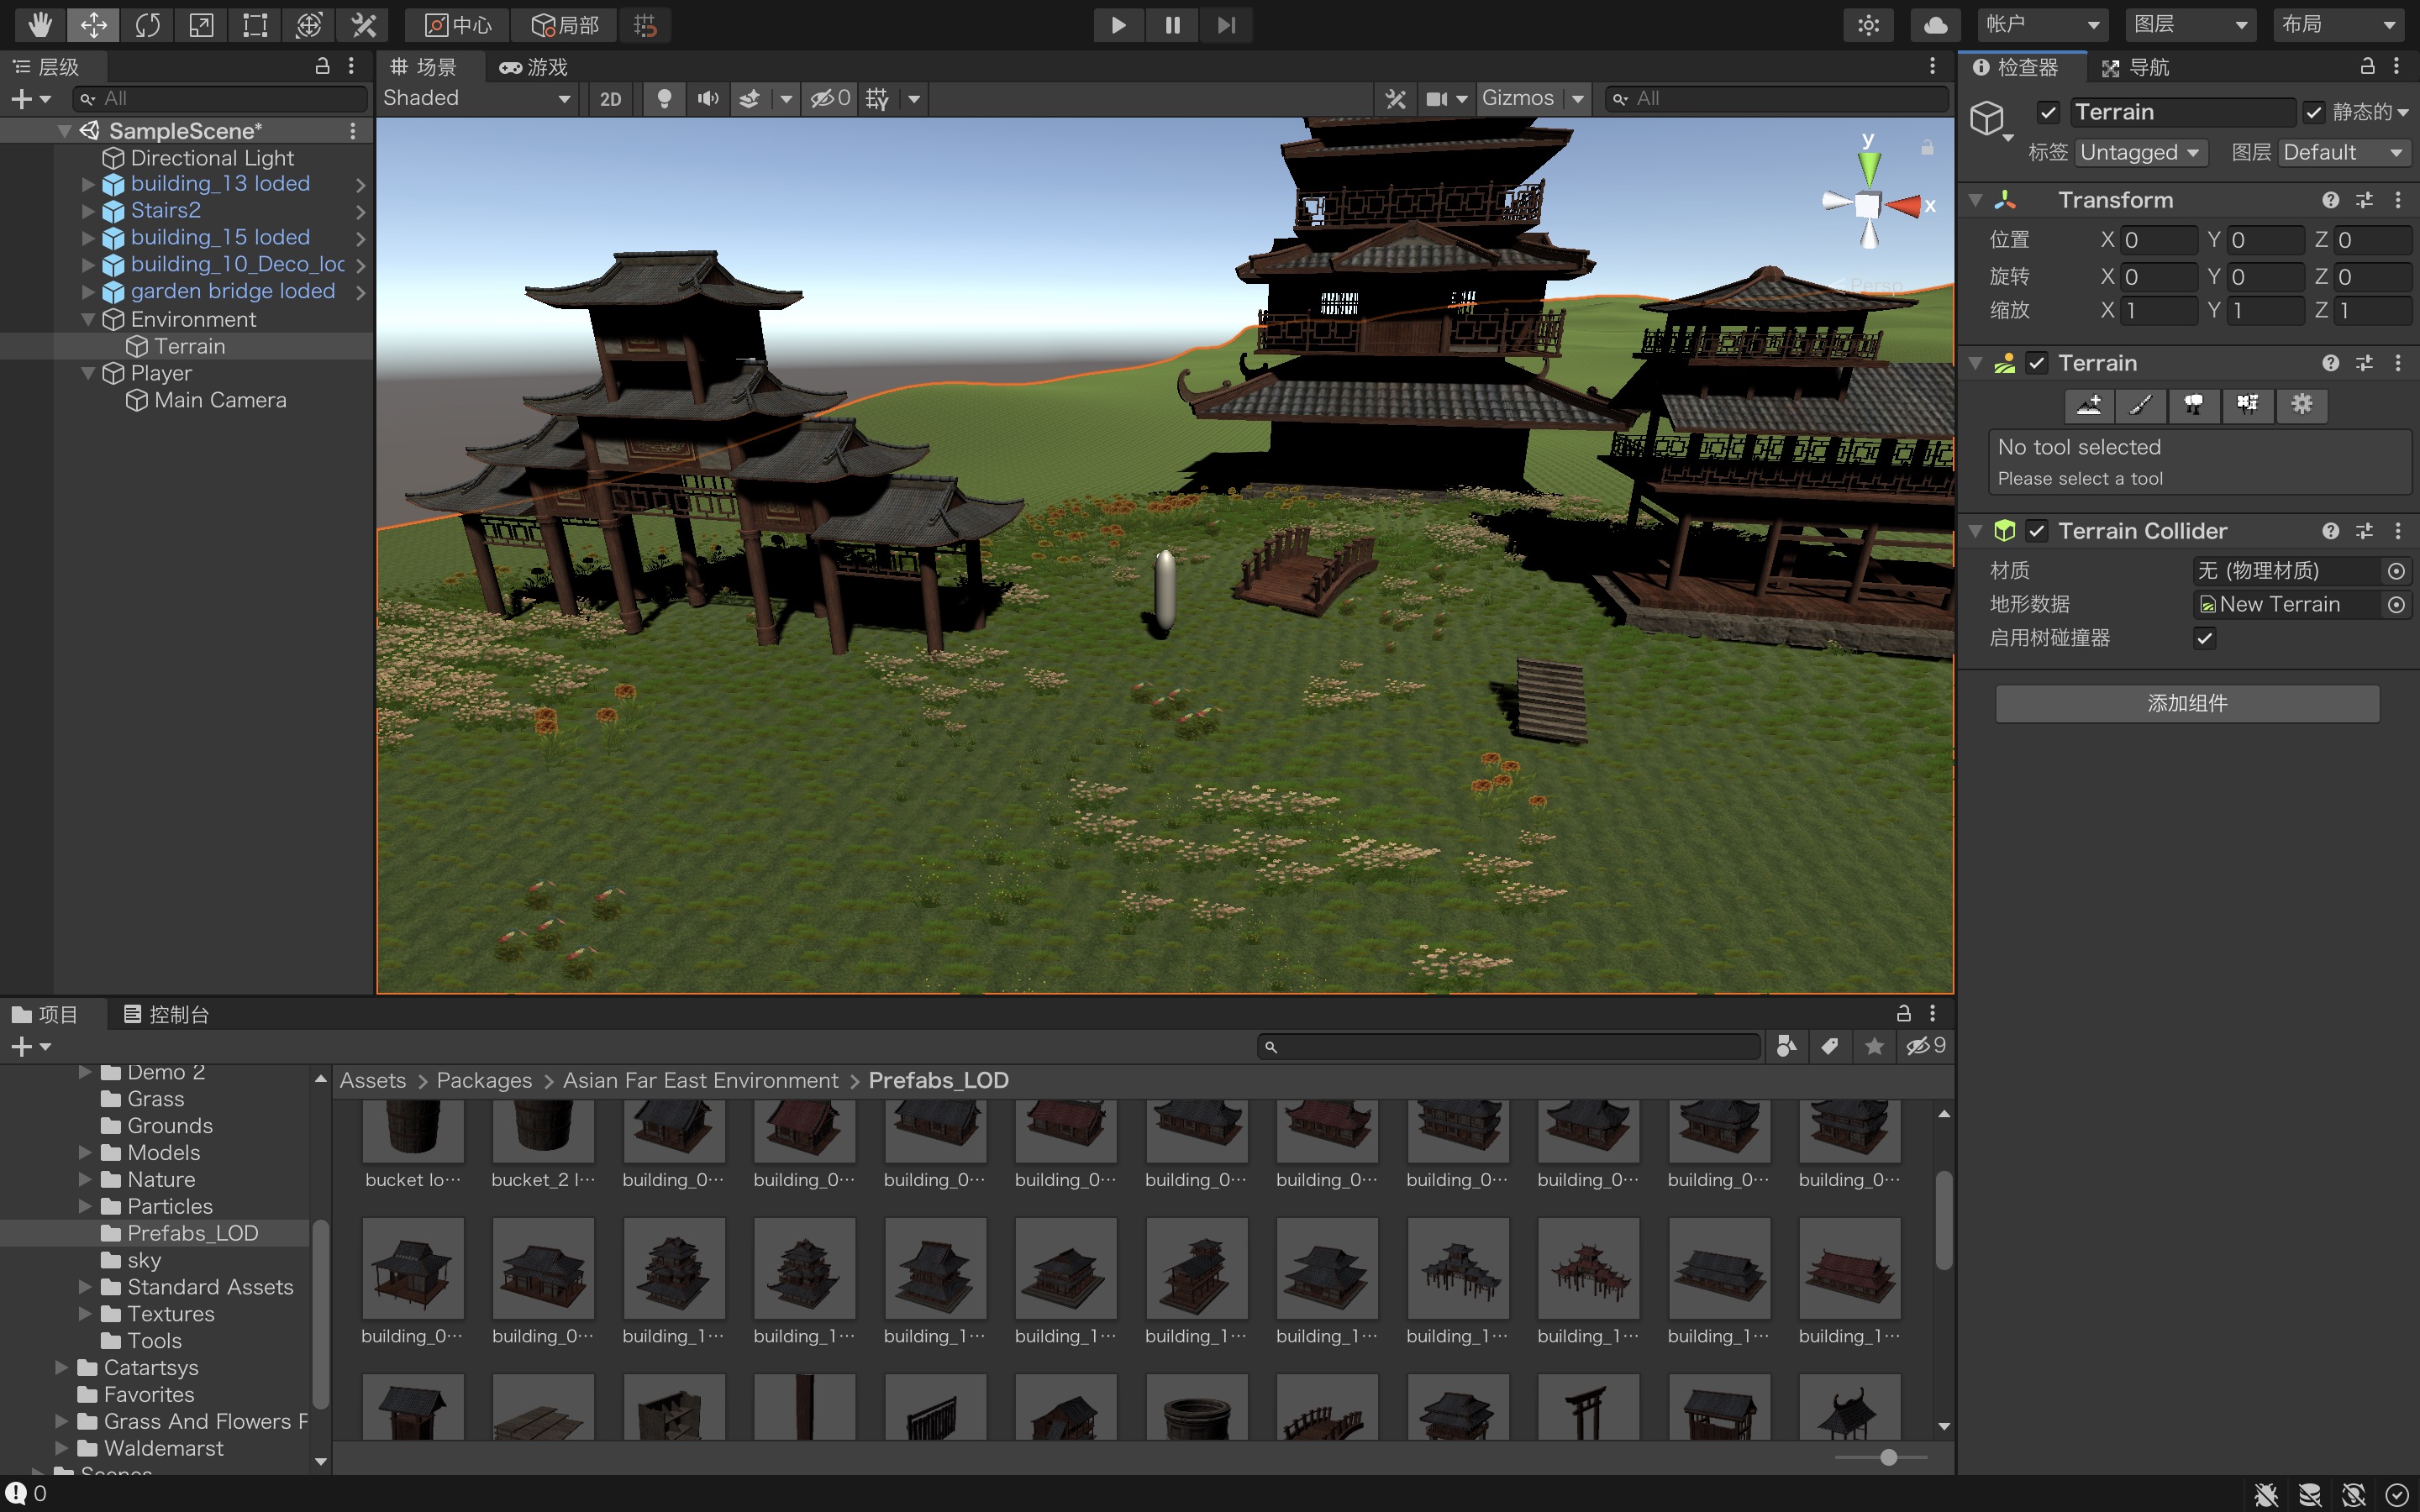 中心
局部
帐户
图层
布局
层级
All
SampleScene*
Directional Light
building_13 loded
Stairs2
building_15 loded
building_10_Deco_loc
garden bridge loded
Environment
Terrain
Player
Main Camera
场景
游戏
Shaded
2D
0
Gizmos
All
y
x
Persp
检查器
导航
Terrain
静态的
标签 Untagged
图层 Default
Transform
位置 X 0 Y 0 Z 0
旋转 X 0 Y 0 Z 0
缩放 X 1 Y 1 Z 1
Terrain
No tool selected
Please select a tool
Terrain Collider
材质 无 (物理材质)
地形数据 New Terrain
启用树碰撞器
添加组件
项目
控制台
9
Demo 2
Grass
Grounds
Models
Nature
Particles
Prefabs_LOD
sky
Standard Assets
Textures
Tools
Catartsys
Favorites
Grass And Flowers F
Waldemarst
Scenes
Assets > Packages > Asian Far East Environment > Prefabs_LOD
bucket lo… bucket_2 l… building_0… building_0… building_0… building_0… building_0… building_0… building_0… building_0… building_0… building_0…
building_0… building_0… building_1… building_1… building_1… building_1… building_1… building_1… building_1… building_1… building_1… building_1…
0